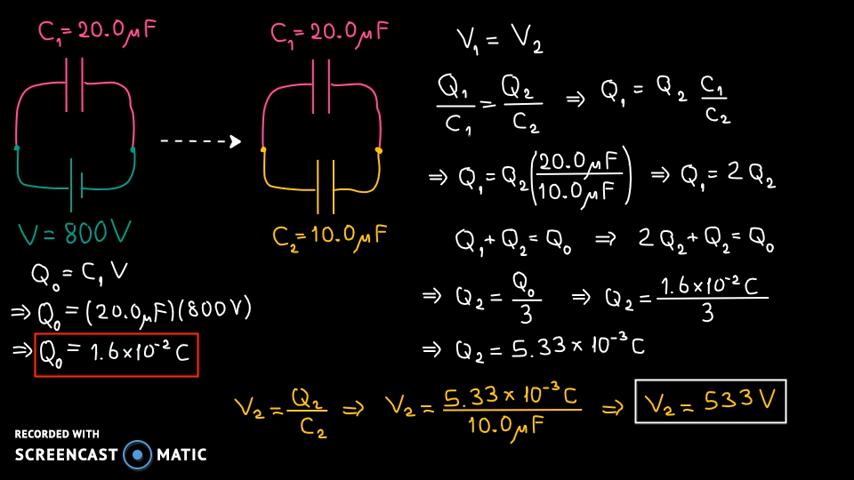 C₁ = 20.0μF
V = 800V
Q₀ = C₁ V
⇒ Q₀ = (20.0μF)(800V)
⇒ Q₀ = 1.6×10⁻² C
C₁ = 20.0μF
C₂ = 10.0μF
V₁ = V₂
Q₁/C₁ = Q₂/C₂ ⇒ Q₁ = Q₂ C₁/C₂
⇒ Q₁ = Q₂ (20.0μF/10.0μF) ⇒ Q₁ = 2Q₂
Q₁ + Q₂ = Q₀ ⇒ 2Q₂ + Q₂ = Q₀
⇒ Q₂ = Q₀/3 ⇒ Q₂ = 1.6×10⁻² C/3
⇒ Q₂ = 5.33×10⁻³ C
V₂ = Q₂/C₂ ⇒ V₂ = 5.33×10⁻³ C/10.0μF ⇒ V₂ = 533V
RECORDED WITH
SCREENCAST MATIC